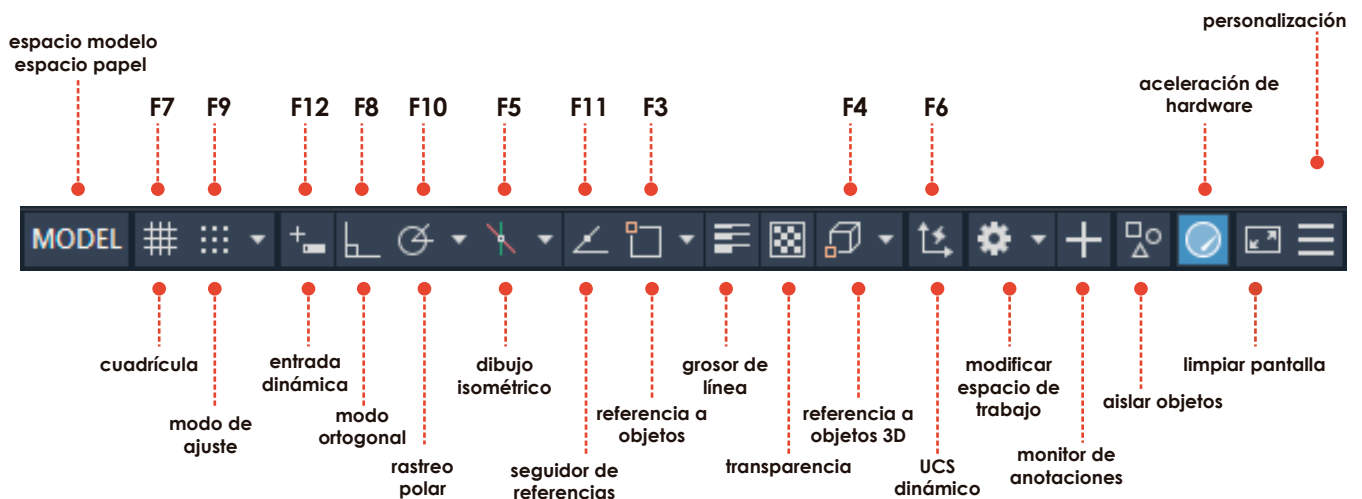 personalización
espacio modelo
espacio papel
aceleración de
hardware
F7 F9 F12 F8 F10 F5 F11 F3 F4 F6
MODEL
cuadrícula
entrada
dinámica
dibujo
isométrico
grosor de
línea
modificar
espacio de
trabajo
limpiar pantalla
modo de
ajuste
modo
ortogonal
referencia a
objetos
referencia a
objetos 3D
aislar objetos
rastreo
polar
seguidor de
referencias
transparencia
UCS
dinámico
monitor de
anotaciones